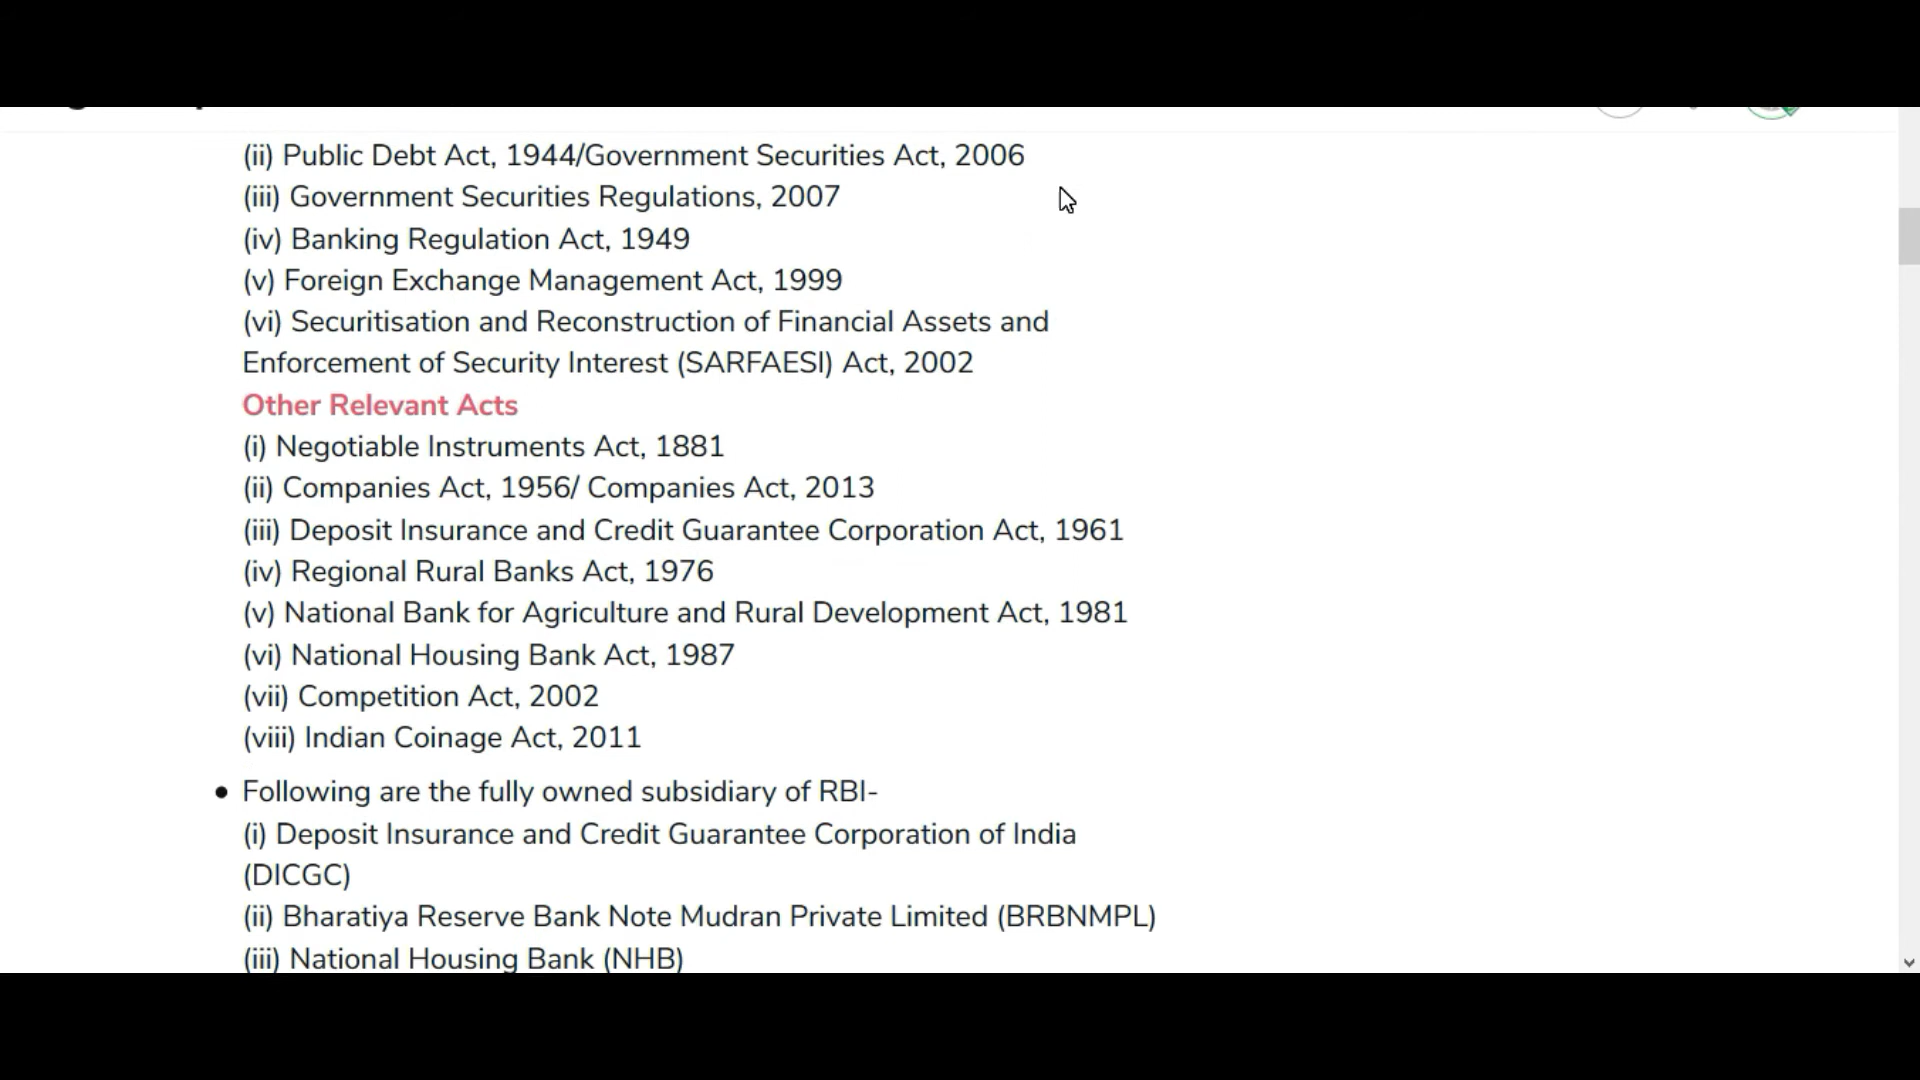 (ii) Public Debt Act, 1944/Government Securities Act, 2006
(iii) Government Securities Regulations, 2007
(iv) Banking Regulation Act, 1949
(v) Foreign Exchange Management Act, 1999
(vi) Securitisation and Reconstruction of Financial Assets and
Enforcement of Security Interest (SARFAESI) Act, 2002
Other Relevant Acts
(i) Negotiable Instruments Act, 1881
(ii) Companies Act, 1956/ Companies Act, 2013
(iii) Deposit Insurance and Credit Guarantee Corporation Act, 1961
(iv) Regional Rural Banks Act, 1976
(v) National Bank for Agriculture and Rural Development Act, 1981
(vi) National Housing Bank Act, 1987
(vii) Competition Act, 2002
(viii) Indian Coinage Act, 2011
• Following are the fully owned subsidiary of RBI-
(i) Deposit Insurance and Credit Guarantee Corporation of India
(DICGC)
(ii) Bharatiya Reserve Bank Note Mudran Private Limited (BRBNMPL)
(iii) National Housing Bank (NHB)